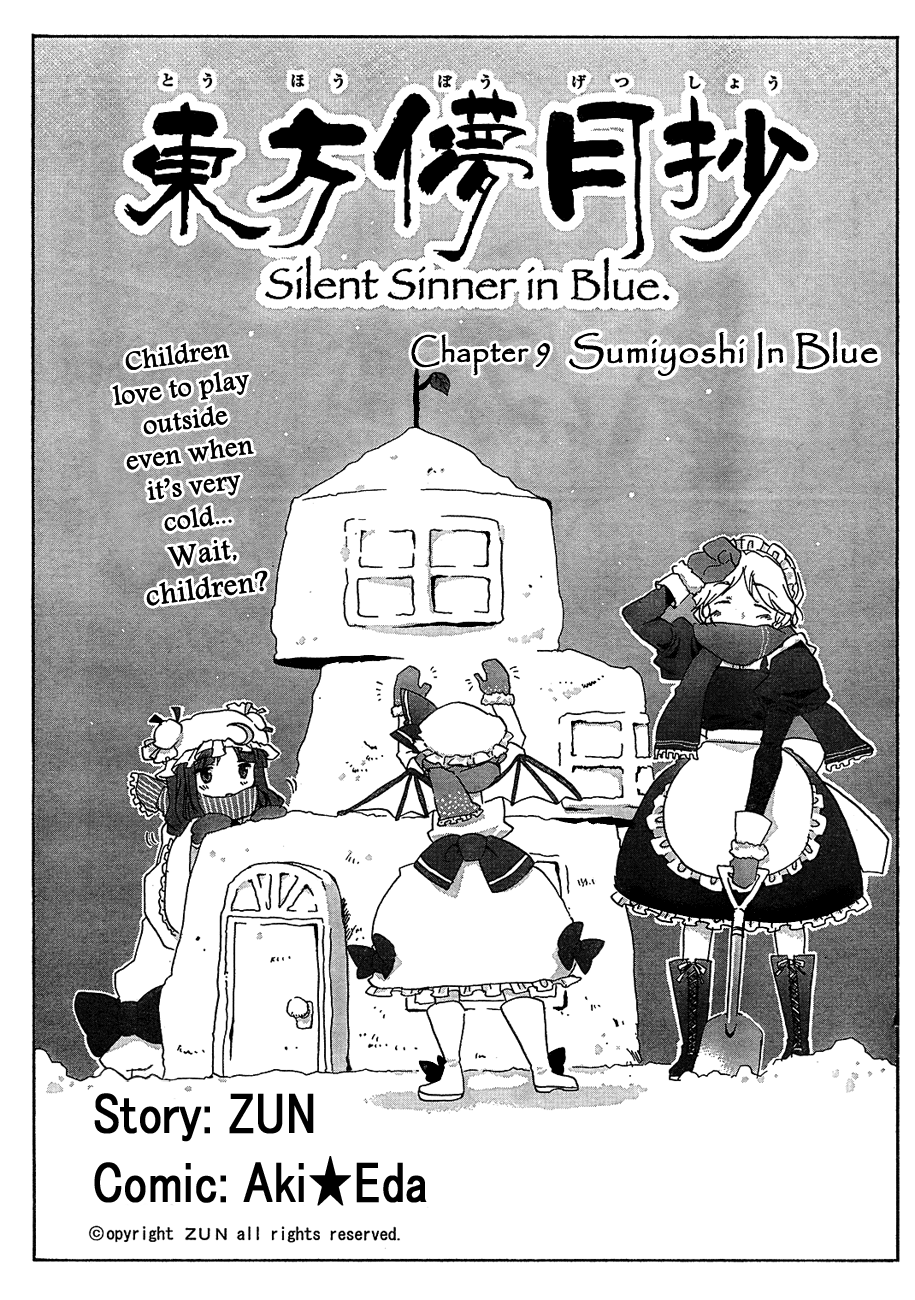 とう ほう ぼう げつ しょう
東方儚月抄
Silent Sinner in Blue.
Chapter 9 Sumiyoshi In Blue
Children
love to play
outside
even when
it's very
cold...
Wait,
children?
Story: ZUN
Comic: Aki★Eda
©opyright ZUN all rights reserved.